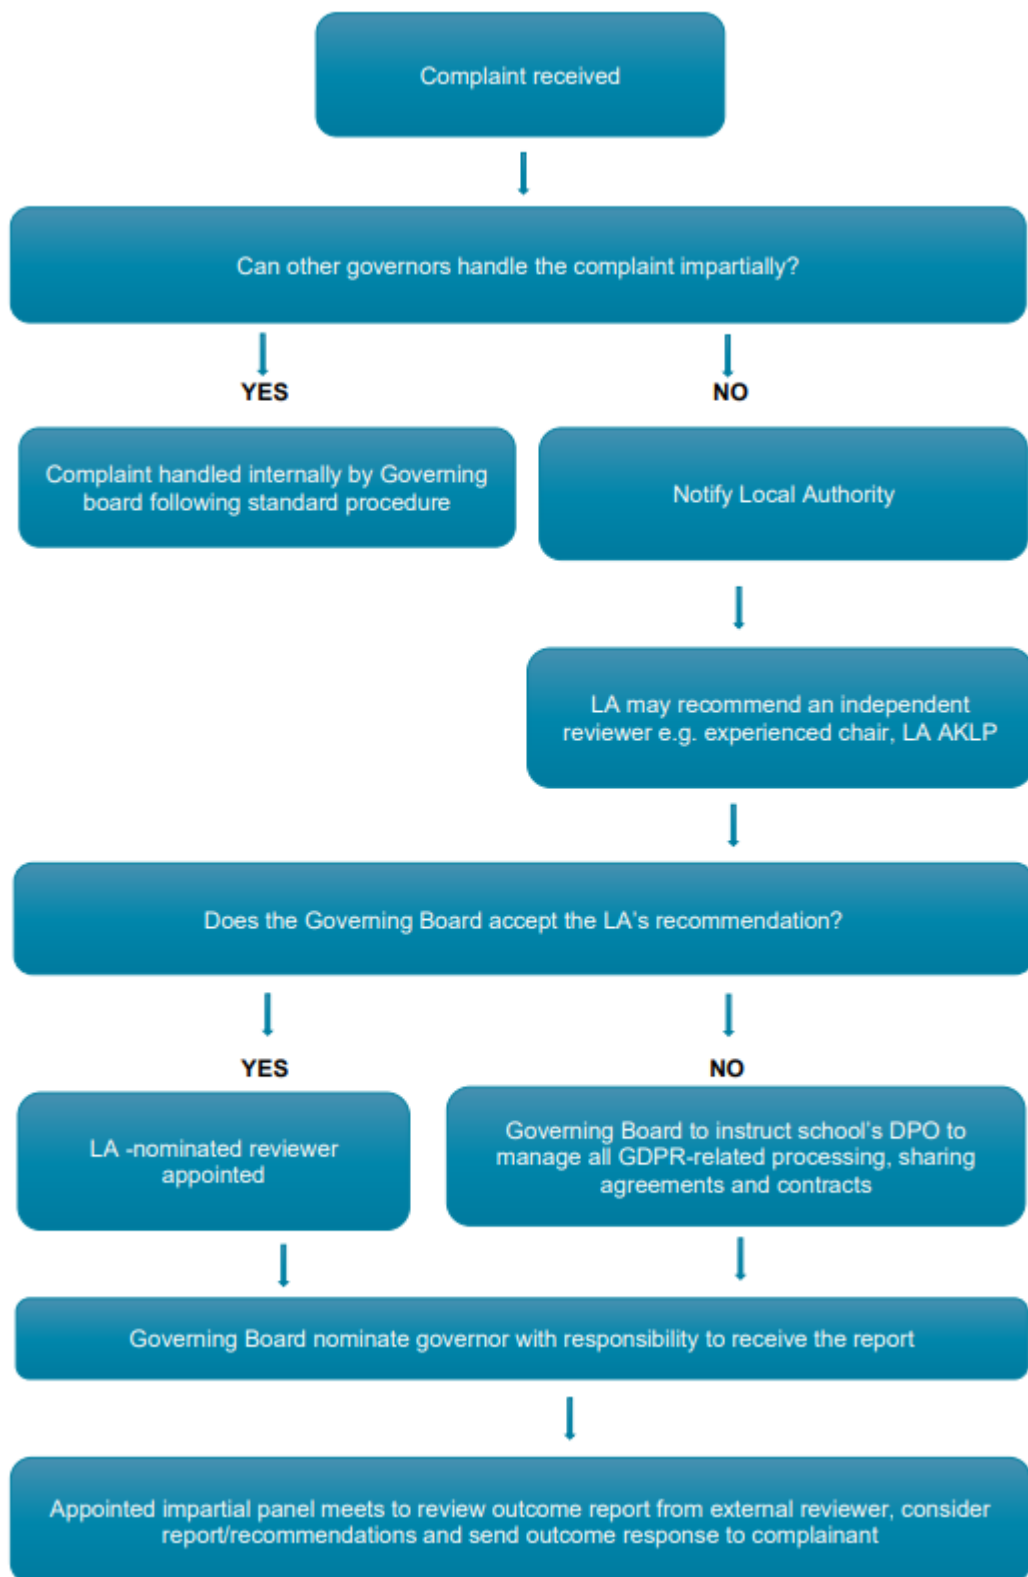 Complaint received
Can other governors handle the complaint impartially?
YES
NO
Complaint handled internally by Governing
board following standard procedure
Notify Local Authority
LA may recommend an independent
reviewer e.g. experienced chair, LA AKLP
Does the Governing Board accept the LA's recommendation?
YES
NO
LA -nominated reviewer
appointed
Governing Board to instruct school's DPO to
manage all GDPR-related processing, sharing
agreements and contracts
Governing Board nominate governor with responsibility to receive the report
Appointed impartial panel meets to review outcome report from external reviewer, consider
report/recommendations and send outcome response to complainant